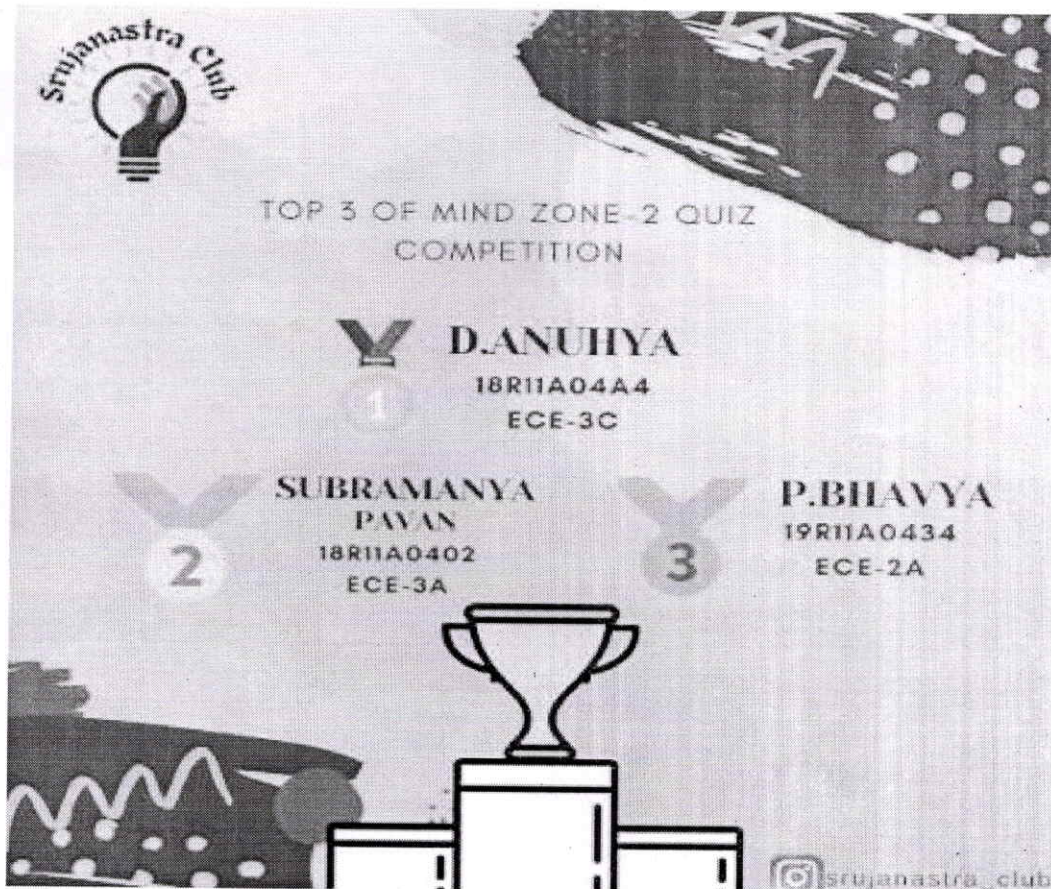 Srujanastra Club
TOP 3 OF MIND ZONE-2 QUIZ
COMPETITION
1
D.ANUHYA
18R11A04A4
ECE-3C
2
SUBRAMANYA
PAVAN
18R11A0402
ECE-3A
3
P.BHAVYA
19R11A0434
ECE-2A
srujanastra_club